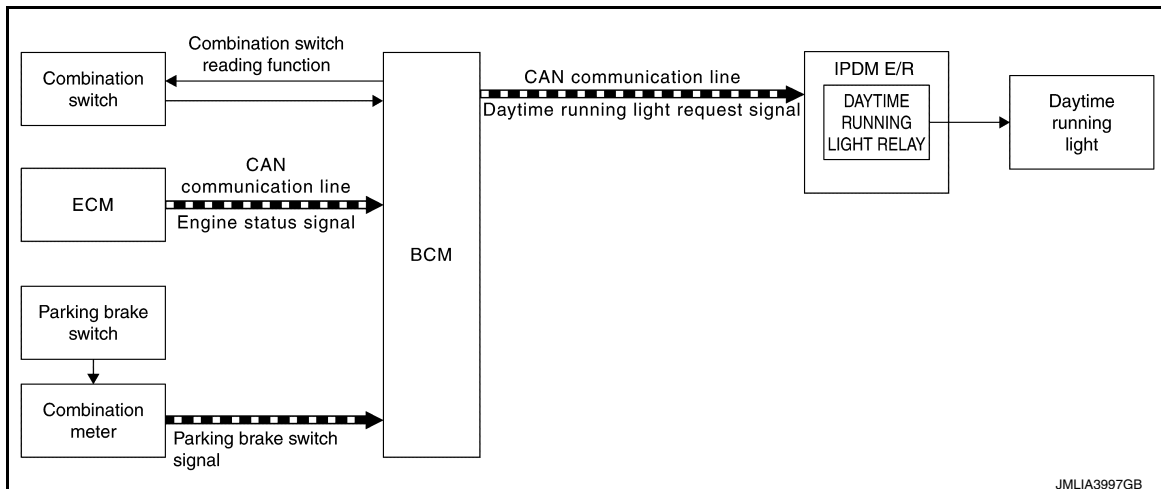 Combination switch
reading function
Combination
switch
CAN communication line
Daytime running light request signal
IPDM E/R
DAYTIME
RUNNING
LIGHT RELAY
Daytime
running
light
CAN
communication line
ECM
Engine status signal
BCM
Parking brake
switch
Combination
meter
Parking brake switch
signal
JMLIA3997GB